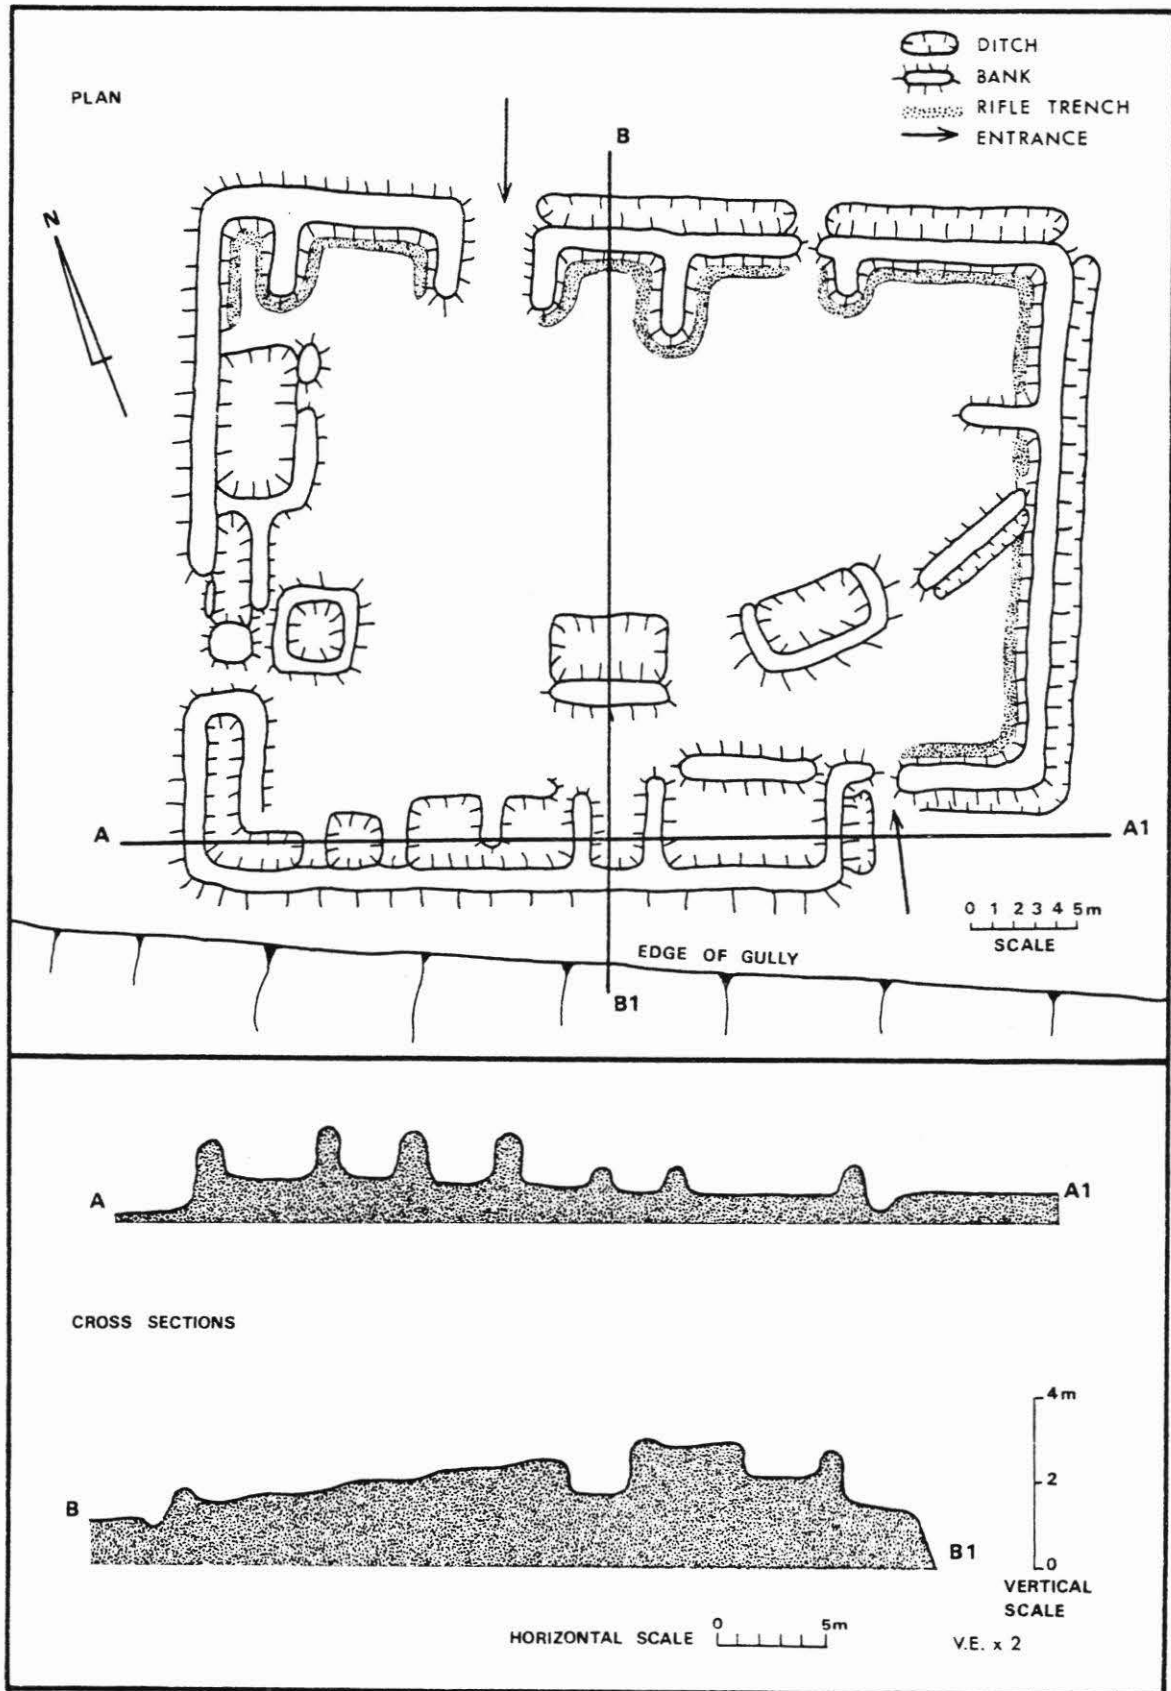 PLAN
DITCH
BANK
RIFLE TRENCH
ENTRANCE
B
N
A
A1
0 1 2 3 4 5m
SCALE
EDGE OF GULLY
B1
A
A1
CROSS SECTIONS
4m
2
0
B
B1
VERTICAL
SCALE
HORIZONTAL SCALE 0 5m
V.E. x 2